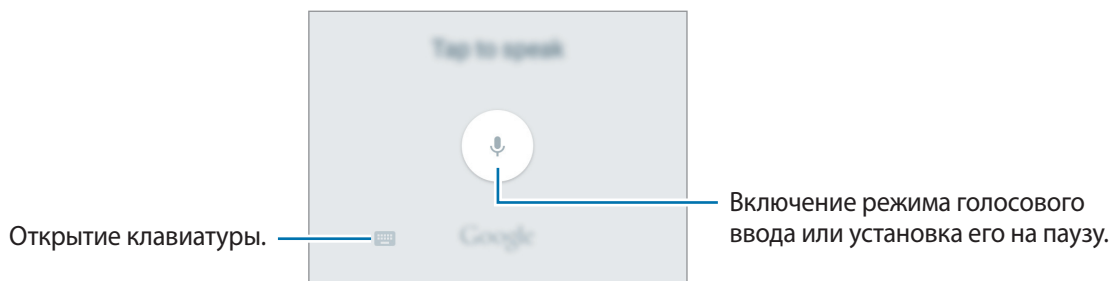 Tap to speak
Включение режима голосового
ввода или установка его на паузу.
Открытие клавиатуры.
Google